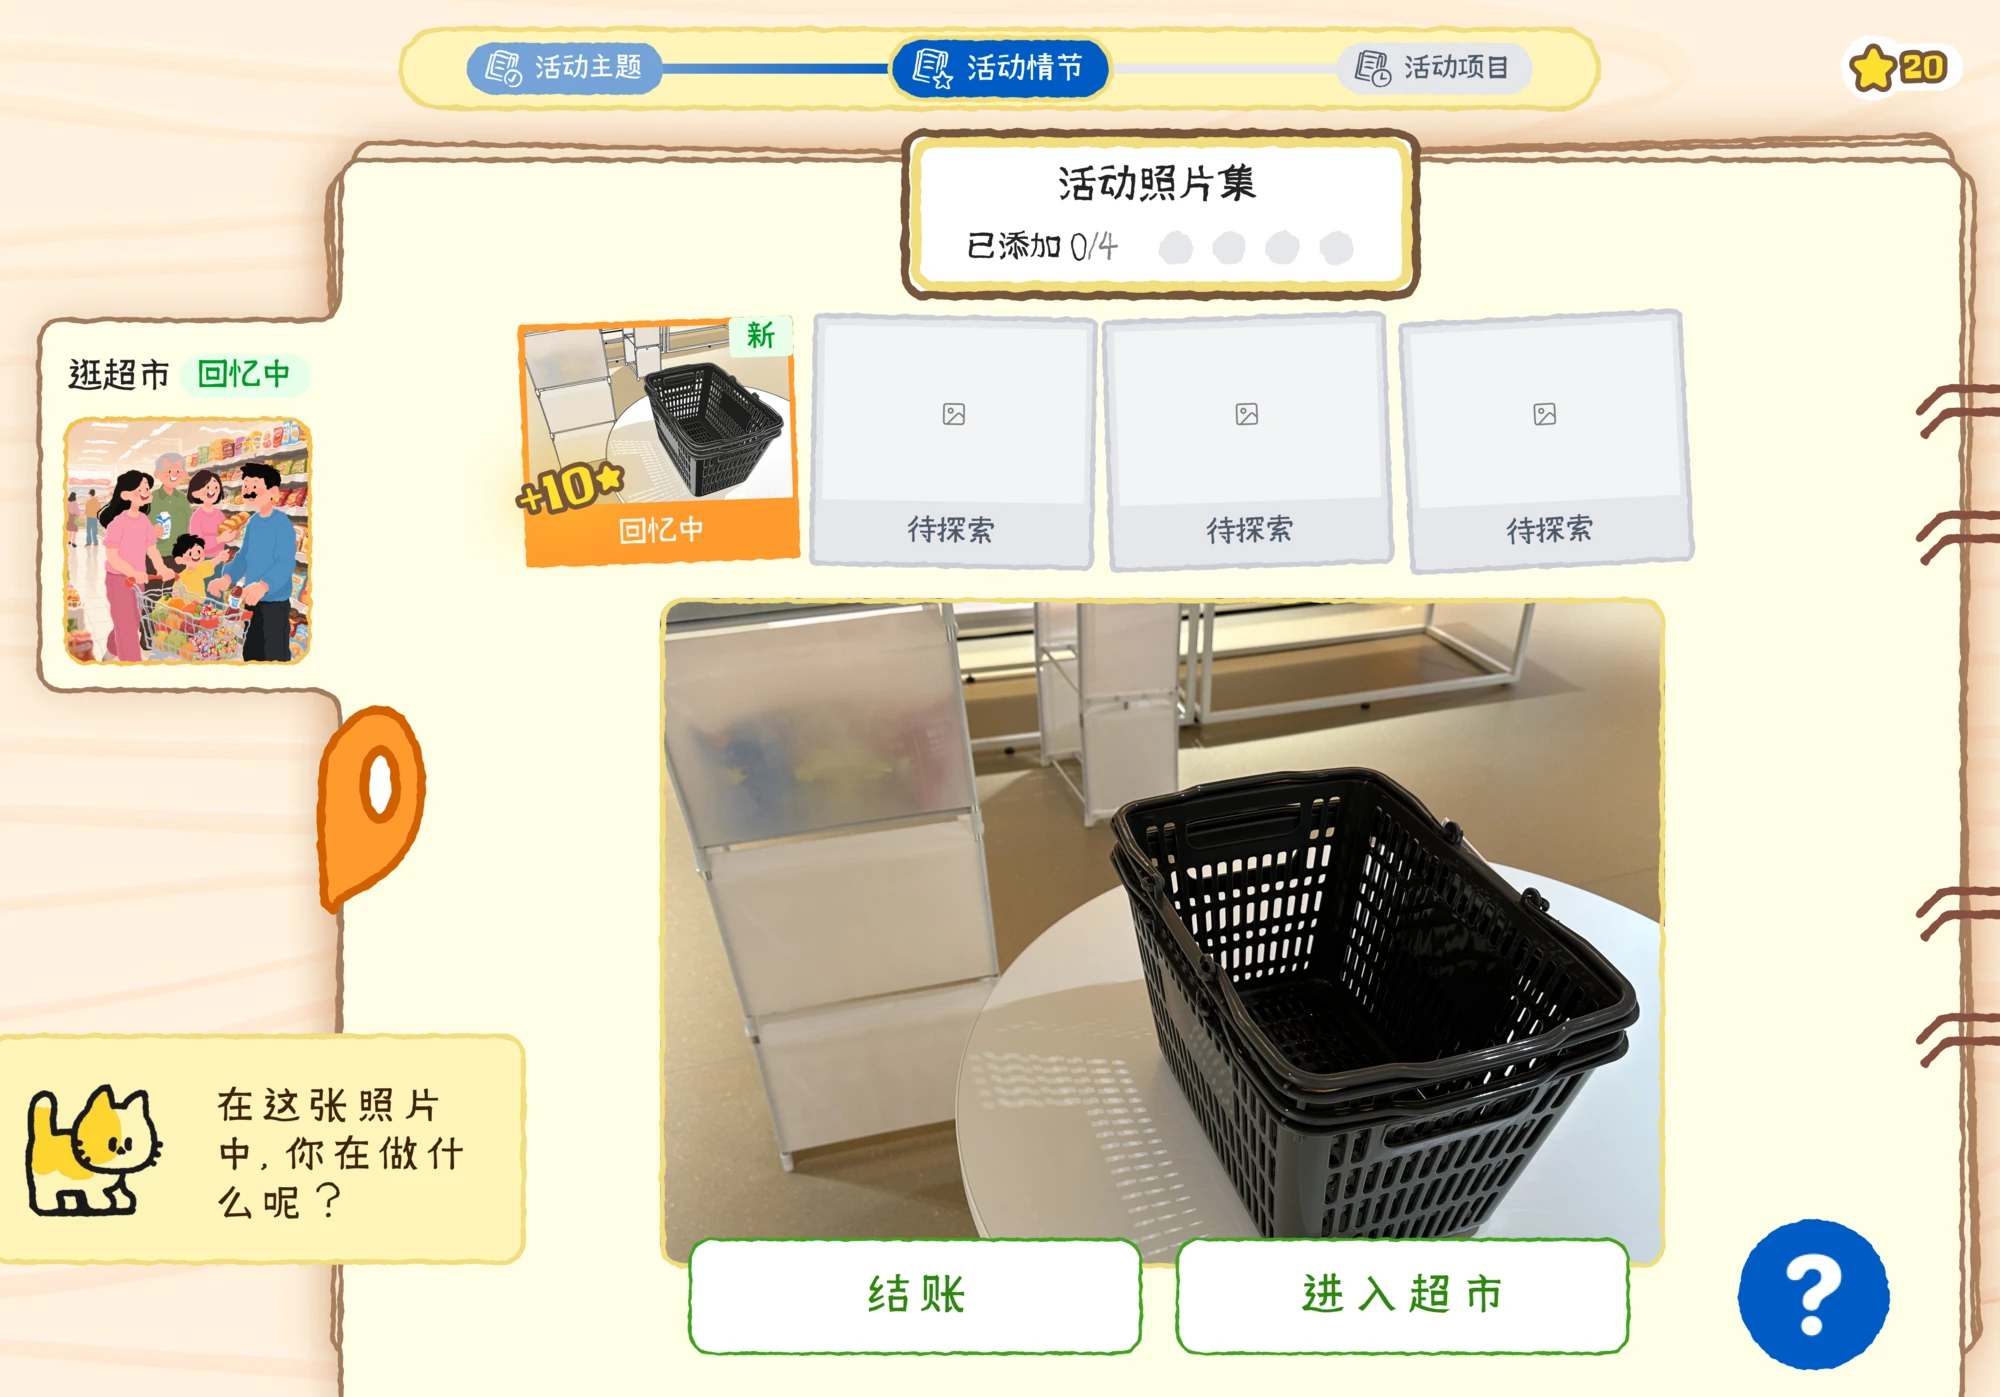 活动主题
活动情节
活动项目
20
活动照片集
已添加 0/4
逛超市 回忆中
新
+10
回忆中
待探索
待探索
待探索
在这张照片
中，你在做什
么呢？
结账
进入超市
?